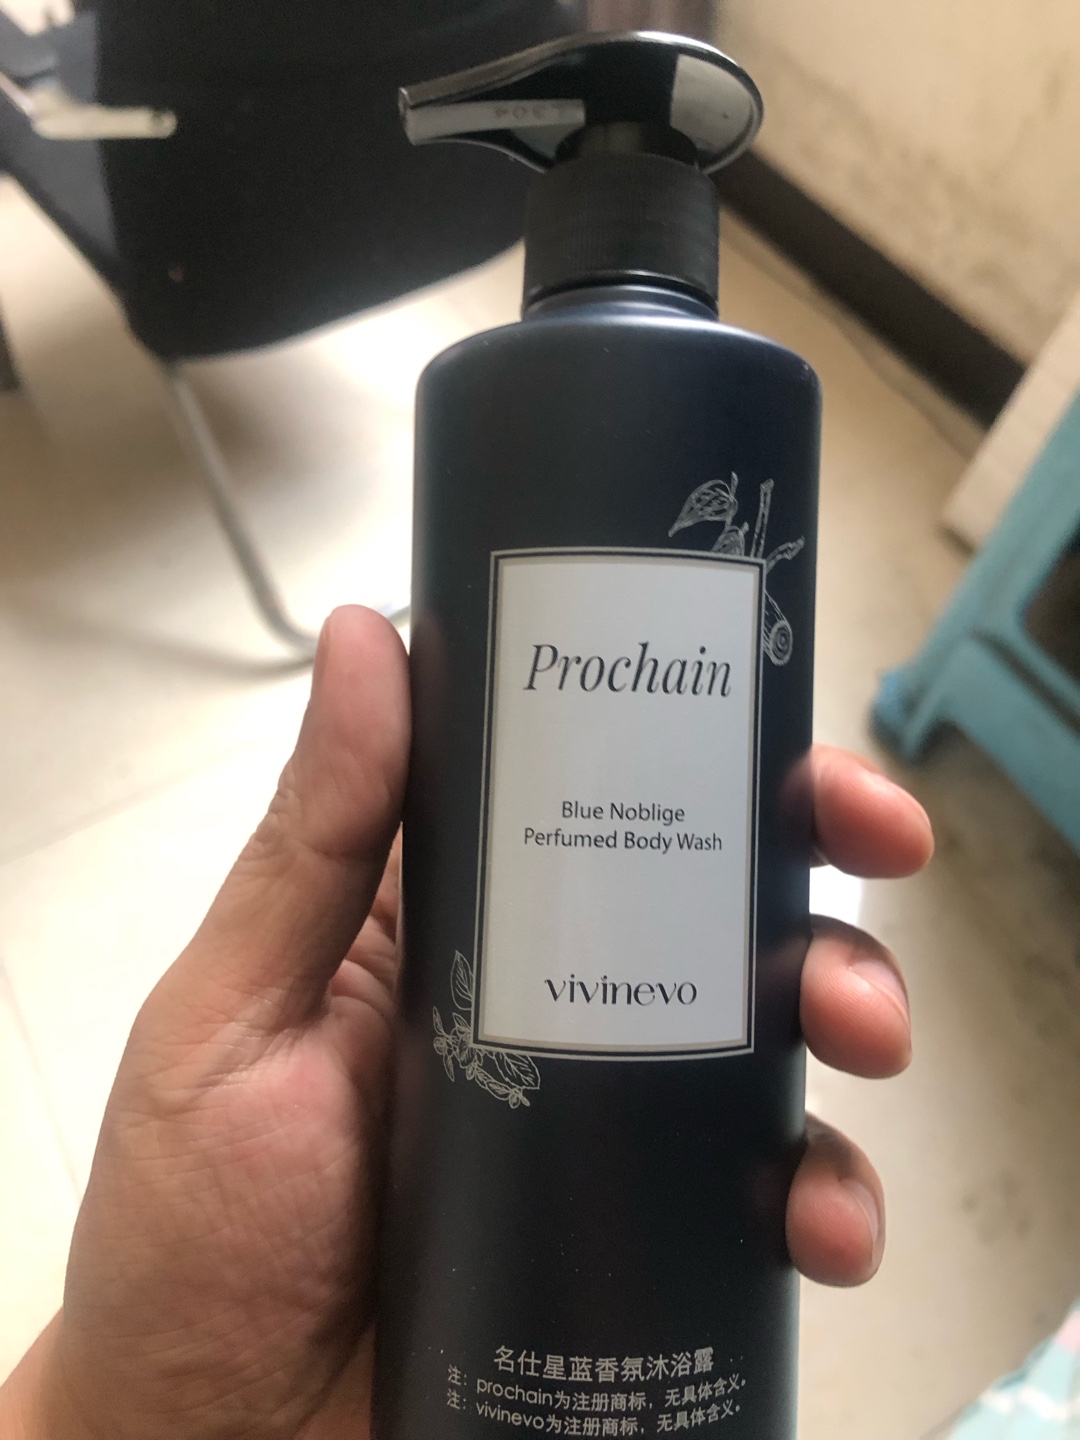 Prochain
Blue Noblige
Perfumed Body Wash
vivinevo
名仕星蓝香氛沐浴露
注：prochain为注册商标，无具体含义。
注：vivinevo为注册商标，无具体含义。